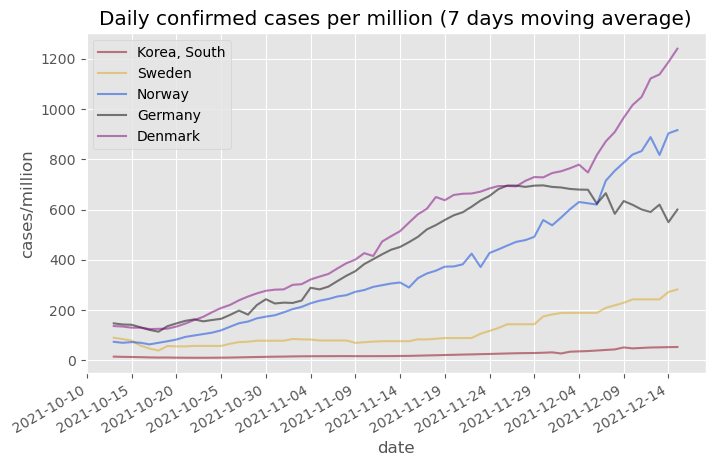 Daily confirmed cases per million (7 days moving average)
Korea, South
Sweden
Norway
Germany
Denmark
1200
1000
800
600
400
200
0
cases/million
2021-10-10
2021-10-15
2021-10-20
2021-10-25
2021-10-30
2021-11-04
2021-11-09
2021-11-14
2021-11-19
2021-11-24
2021-11-29
2021-12-04
2021-12-09
2021-12-14
date